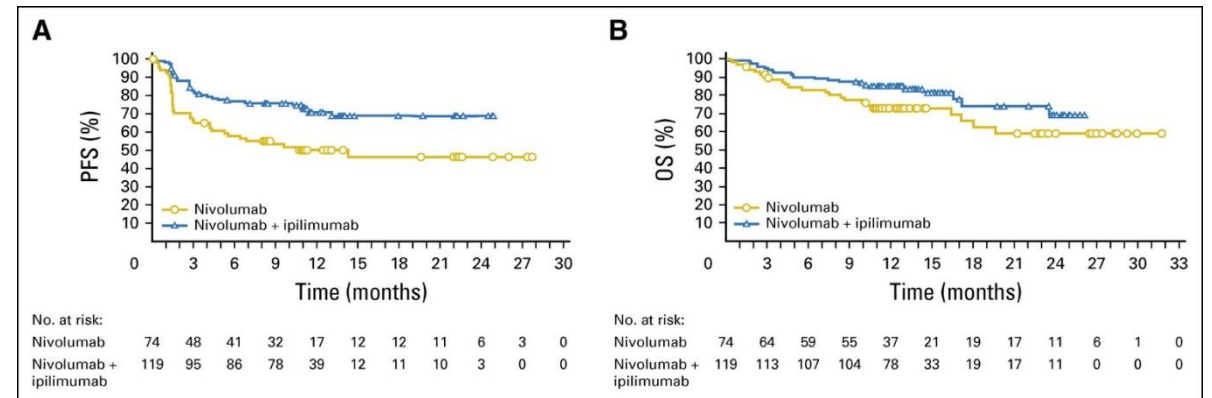 A
PFS (%)
100
90
80
70
60
50
40
30
20
10
Nivolumab
Nivolumab + ipilimumab
0 3 6 9 12 15 18 21 24 27 30
Time (months)
No. at risk:
Nivolumab 74 48 41 32 17 12 12 11 6 3 0
Nivolumab + 119 95 86 78 39 12 11 10 3 0 0
ipilimumab
B
OS (%)
100
90
80
70
60
50
40
30
20
10
Nivolumab
Nivolumab + ipilimumab
0 3 6 9 12 15 18 21 24 27 30 33
Time (months)
No. at risk:
Nivolumab 74 64 59 55 37 21 19 17 11 6 1 0
Nivolumab + 119 113 107 104 78 33 19 17 11 0 0 0
ipilimumab